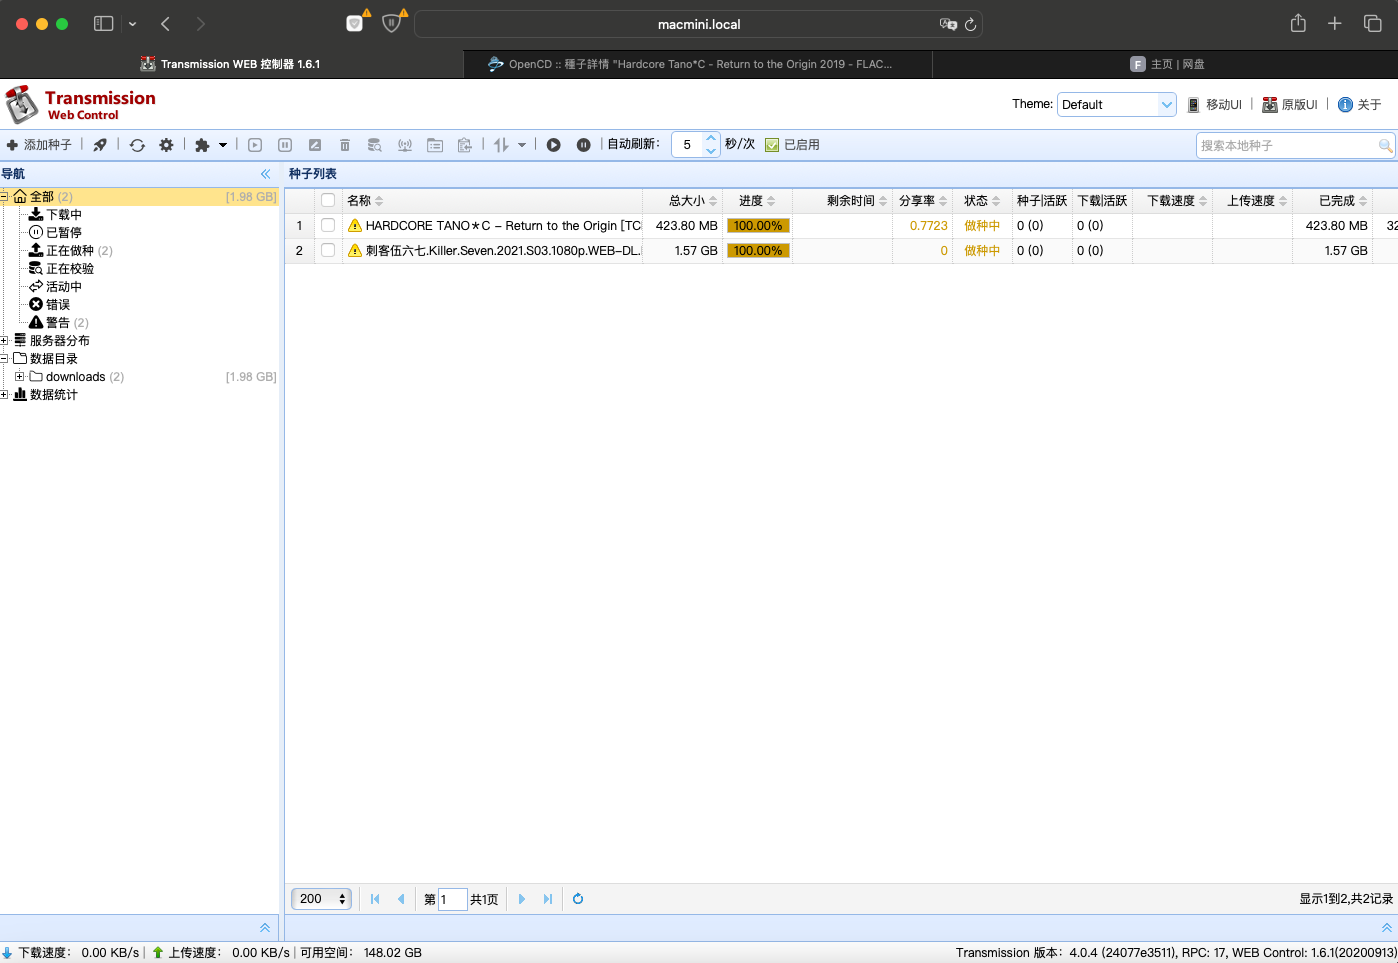 macmini.local
Transmission WEB 控制器 1.6.1
OpenCD :: 種子詳情 "Hardcore Tano*C - Return to the Origin 2019 - FLAC...
F 主页 | 网盘
Transmission
Web Control
Theme: Default 移动UI | 原版UI | 关于
添加种子 自动刷新： 5 秒/次 已启用 搜索本地种子
导航
全部 (2) [1.98 GB]
下载中
已暂停
正在做种 (2)
正在校验
活动中
错误
警告 (2)
服务器分布
数据目录
downloads (2) [1.98 GB]
数据统计
种子列表
名称 总大小 进度 剩余时间 分享率 状态 种子|活跃 下载|活跃 下载速度 上传速度 已完成
1 HARDCORE TANO＊C - Return to the Origin [TC 423.80 MB 100.00% 0.7723 做种中 0 (0) 0 (0) 423.80 MB 32
2 刺客伍六七.Killer.Seven.2021.S03.1080p.WEB-DL. 1.57 GB 100.00% 0 做种中 0 (0) 0 (0) 1.57 GB
200 第 1 共1页 显示1到2,共2记录
下载速度： 0.00 KB/s | 上传速度： 0.00 KB/s | 可用空间： 148.02 GB
Transmission 版本：4.0.4 (24077e3511), RPC: 17, WEB Control: 1.6.1(20200913)